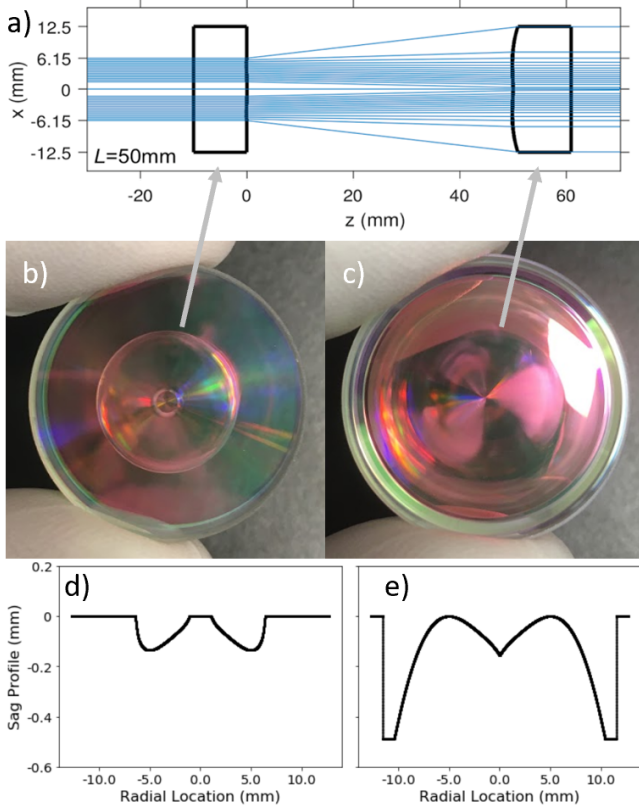 a)
12.5
6.15
0
-6.15
-12.5
x (mm)
L=50mm
-20 0 20 40 60
z (mm)
b) c)
d) e)
0.2
0
-0.2
-0.4
-0.6
Sag Profile (mm)
-10.0 -5.0 0.0 5.0 10.0 -10.0 -5.0 0.0 5.0 10.0
Radial Location (mm) Radial Location (mm)